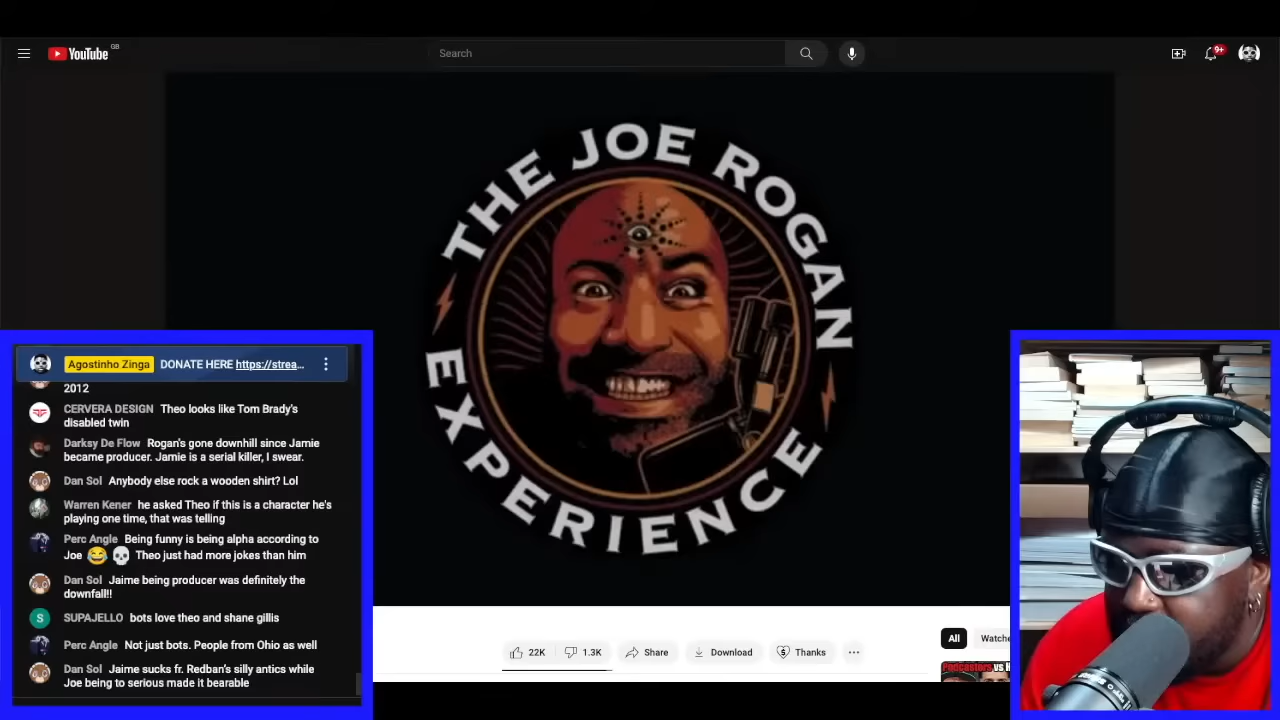 YouTube GB
Search
9+
THE JOE ROGAN
EXPERIENCE
Agostinho Zinga DONATE HERE https://strea...
2012
CERVERA DESIGN Theo looks like Tom Brady's
disabled twin
Darksy De Flow Rogan's gone downhill since Jamie
became producer. Jamie is a serial killer, I swear.
Dan Sol Anybody else rock a wooden shirt? Lol
Warren Kener he asked Theo if this is a character he's
playing one time, that was telling
Perc Angle Being funny is being alpha according to
Joe 😂 💀 Theo just had more jokes than him
Dan Sol Jaime being producer was definitely the
downfall!!
S SUPAJELLO bots love theo and shane gillis
Perc Angle Not just bots. People from Ohio as well
Dan Sol Jaime sucks fr. Redban's silly antics while
Joe being to serious made it bearable
22K 1.3K Share Download Thanks
All Watche
Podcastors vs H